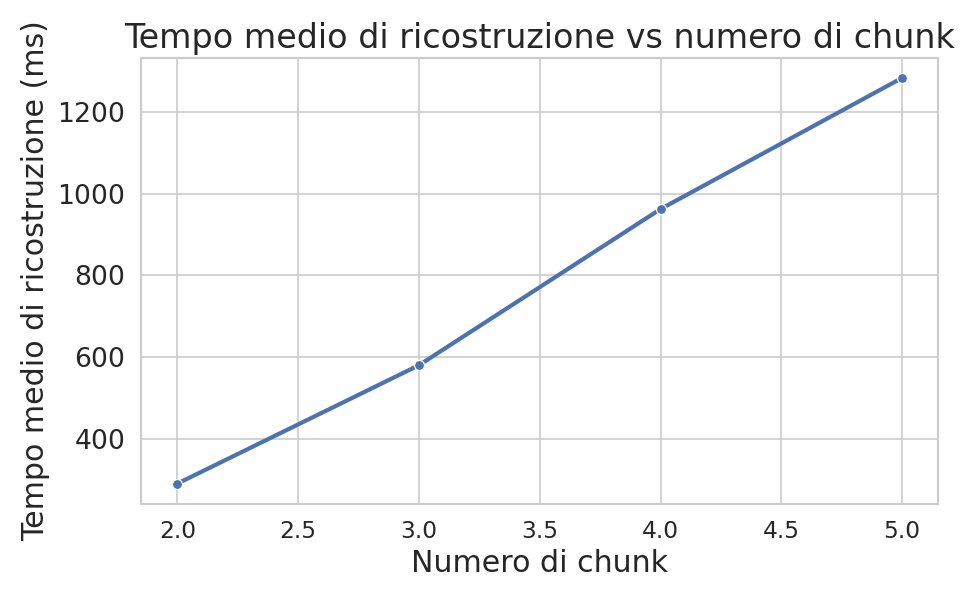 Tempo medio di ricostruzione vs numero di chunk
Tempo medio di ricostruzione (ms)
1200
1000
800
600
400
2.0 2.5 3.0 3.5 4.0 4.5 5.0
Numero di chunk